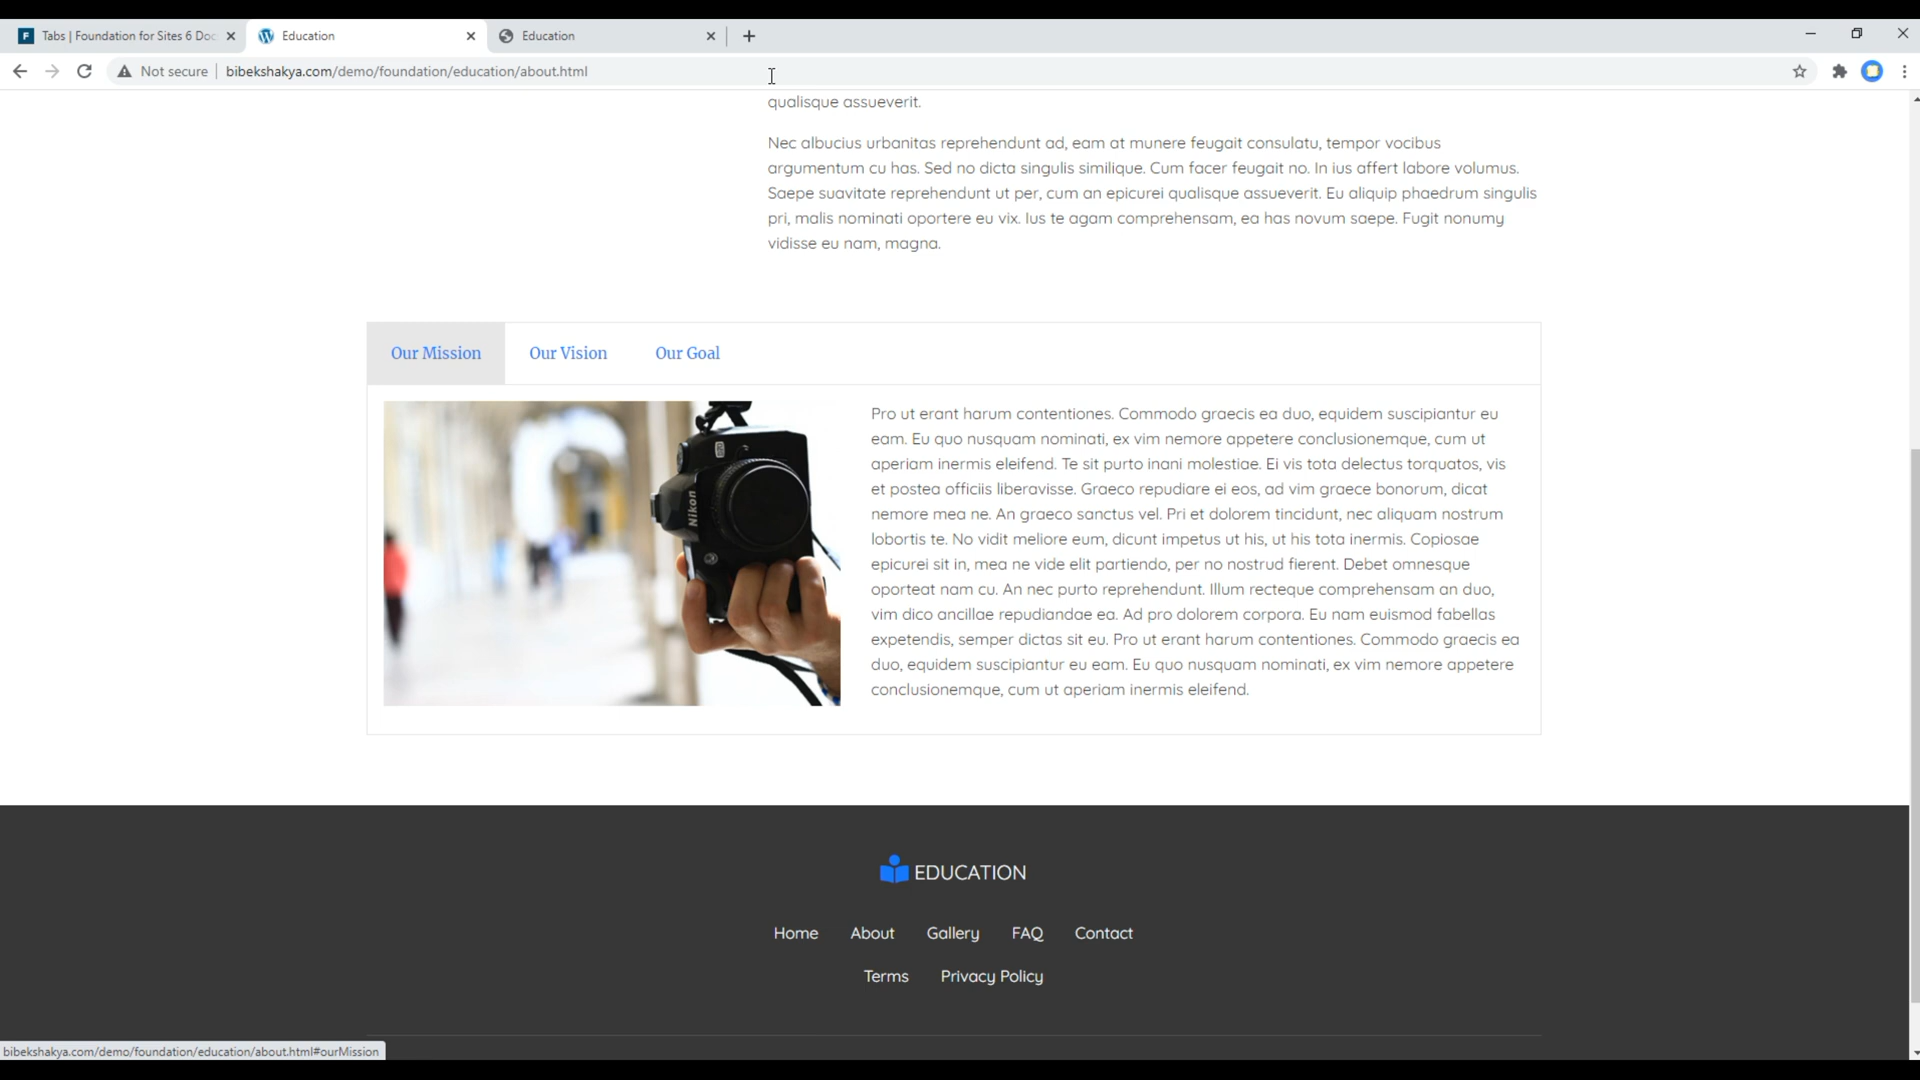 Tabs | Foundation for Sites 6 Doc
Education
Education
Not secure
bibekshakya.com/demo/foundation/education/about.html
qualisque assueverit.
Nec albucius urbanitas reprehendunt ad, eam at munere feugait consulatu, tempor vocibus
argumentum cu has. Sed no dicta singulis similique. Cum facer feugait no. In ius affert labore volumus.
Saepe suavitate reprehendunt ut per, cum an epicurei qualisque assueverit. Eu aliquip phaedrum singulis
pri, malis nominati oportere eu vix. Ius te agam comprehensam, ea has novum saepe. Fugit nonumy
vidisse eu nam, magna.
Our Mission
Our Vision
Our Goal
Nikon
Pro ut erant harum contentiones. Commodo graecis ea duo, equidem suscipiantur eu
eam. Eu quo nusquam nominati, ex vim nemore appetere conclusionemque, cum ut
aperiam inermis eleifend. Te sit purto inani molestiae. Ei vis tota delectus torquatos, vis
et postea officiis liberavisse. Graeco repudiare ei eos, ad vim graece bonorum, dicat
nemore mea ne. An graeco sanctus vel. Pri et dolorem tincidunt, nec aliquam nostrum
lobortis te. No vidit meliore eum, dicunt impetus ut his, ut his tota inermis. Copiosae
epicurei sit in, mea ne vide elit partiendo, per no nostrud fierent. Debet omnesque
oporteat nam cu. An nec purto reprehendunt. Illum recteque comprehensam an duo,
vim dico ancillae repudiandae ea. Ad pro dolorem corpora. Eu nam euismod fabellas
expetendis, semper dictas sit eu. Pro ut erant harum contentiones. Commodo graecis ea
duo, equidem suscipiantur eu eam. Eu quo nusquam nominati, ex vim nemore appetere
conclusionemque, cum ut aperiam inermis eleifend.
EDUCATION
Home
About
Gallery
FAQ
Contact
Terms
Privacy Policy
bibekshakya.com/demo/foundation/education/about.html#ourMission